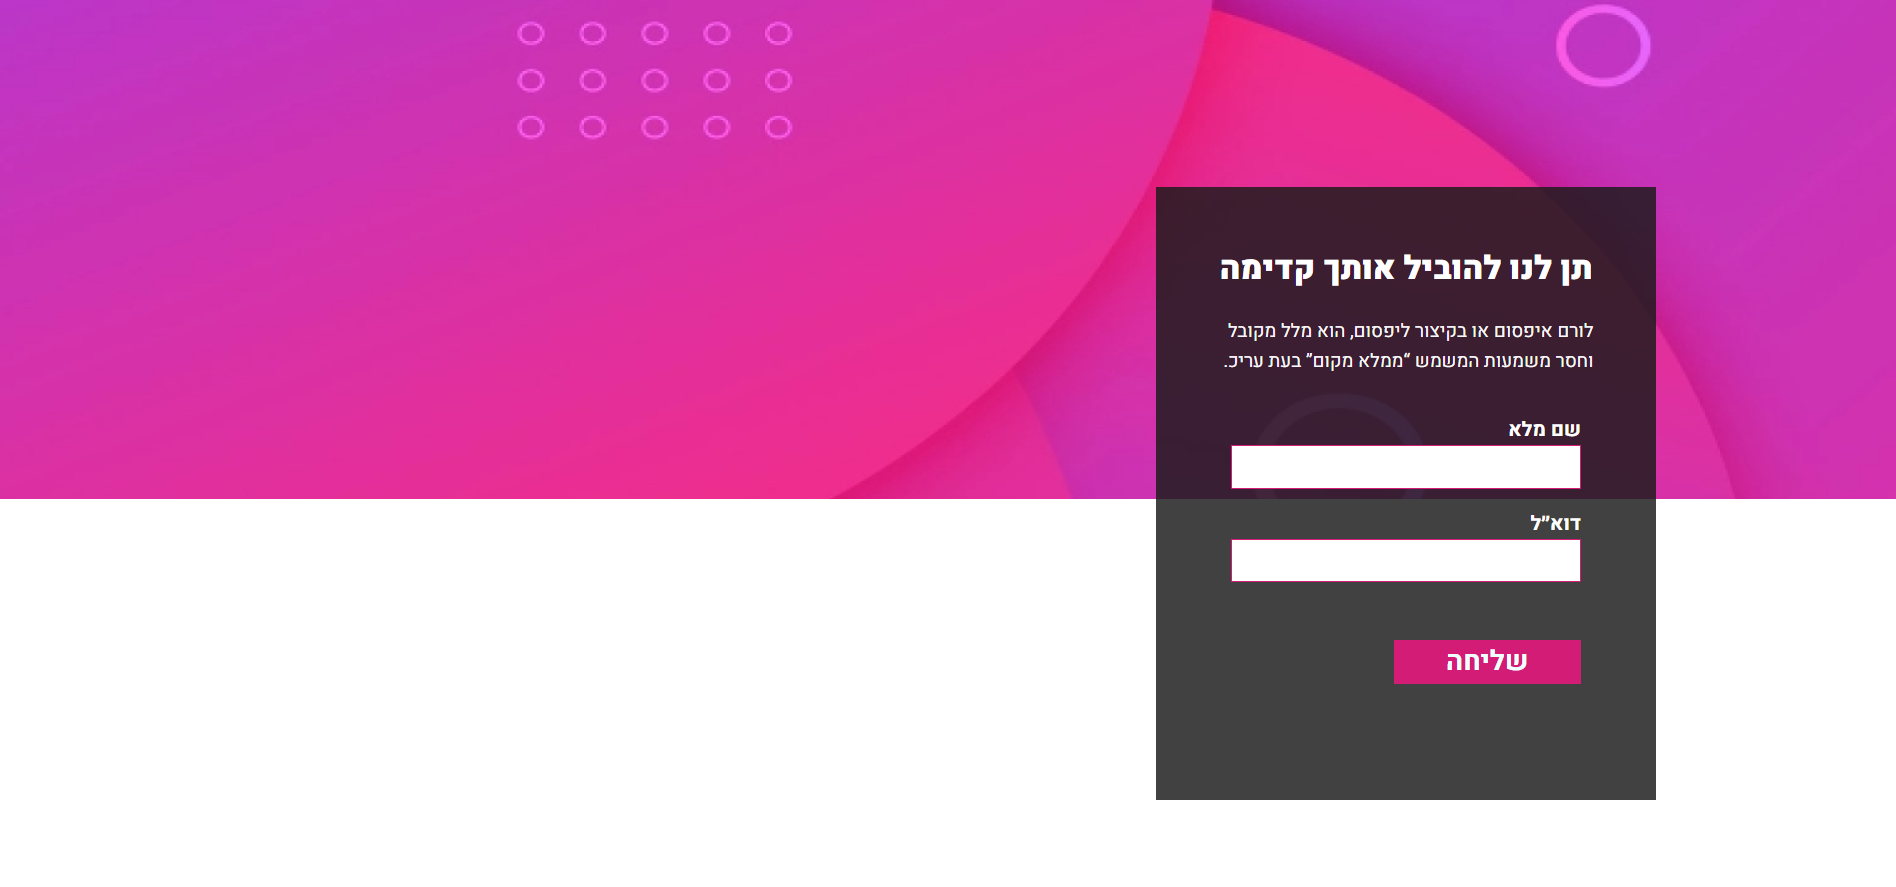 תן לנו להוביל אותך קדימה
לורם איפסום או בקיצור ליפסום, הוא מלל מקובל
וחסר משמעות המשמש “ממלא מקום” בעת עריכ.
שם מלא
דוא״ל
שליחה